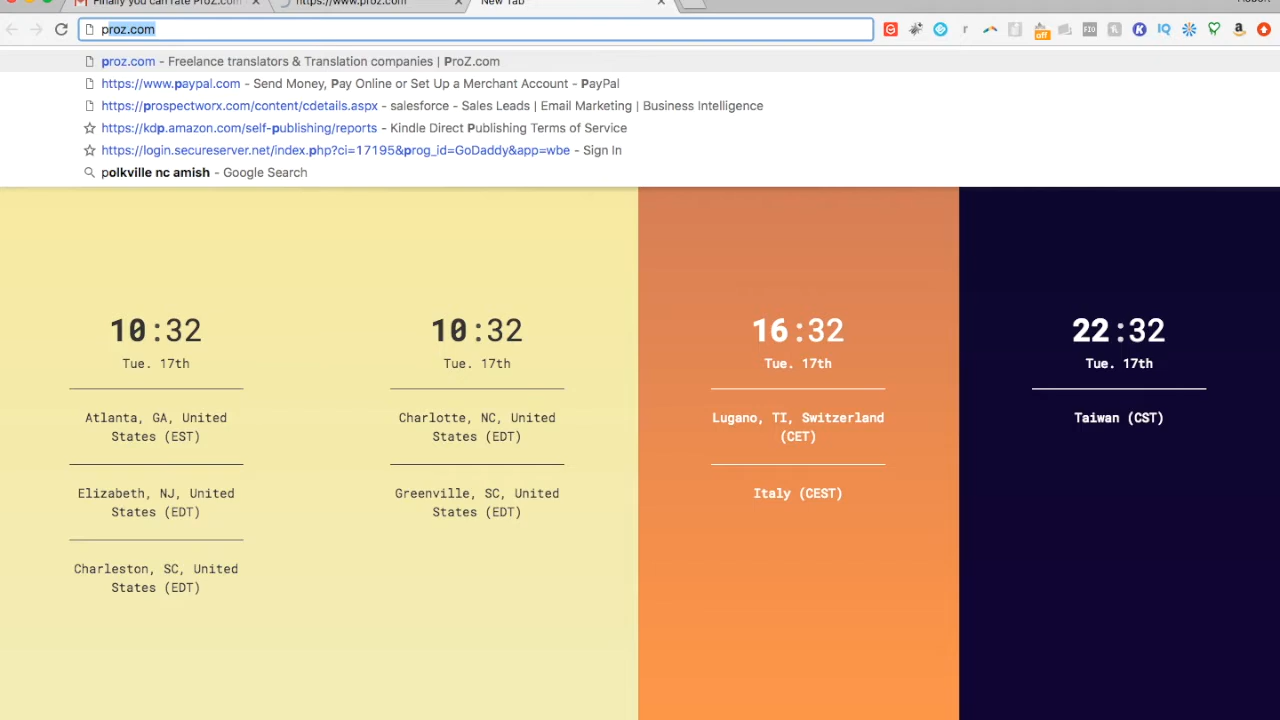 Finally you can rate ProZ.com
https://www.proz.com
New Tab
proz.com
off
FIO
IQ
proz.com - Freelance translators & Translation companies | ProZ.com
https://www.paypal.com - Send Money, Pay Online or Set Up a Merchant Account - PayPal
https://prospectworx.com/content/cdetails.aspx - salesforce - Sales Leads | Email Marketing | Business Intelligence
https://kdp.amazon.com/self-publishing/reports - Kindle Direct Publishing Terms of Service
https://login.secureserver.net/index.php?ci=17195&prog_id=GoDaddy&app=wbe - Sign In
polkville nc amish - Google Search
10:32
Tue. 17th
Atlanta, GA, United
States (EST)
Elizabeth, NJ, United
States (EDT)
Charleston, SC, United
States (EDT)
10:32
Tue. 17th
Charlotte, NC, United
States (EDT)
Greenville, SC, United
States (EDT)
16:32
Tue. 17th
Lugano, TI, Switzerland
(CET)
Italy (CEST)
22:32
Tue. 17th
Taiwan (CST)